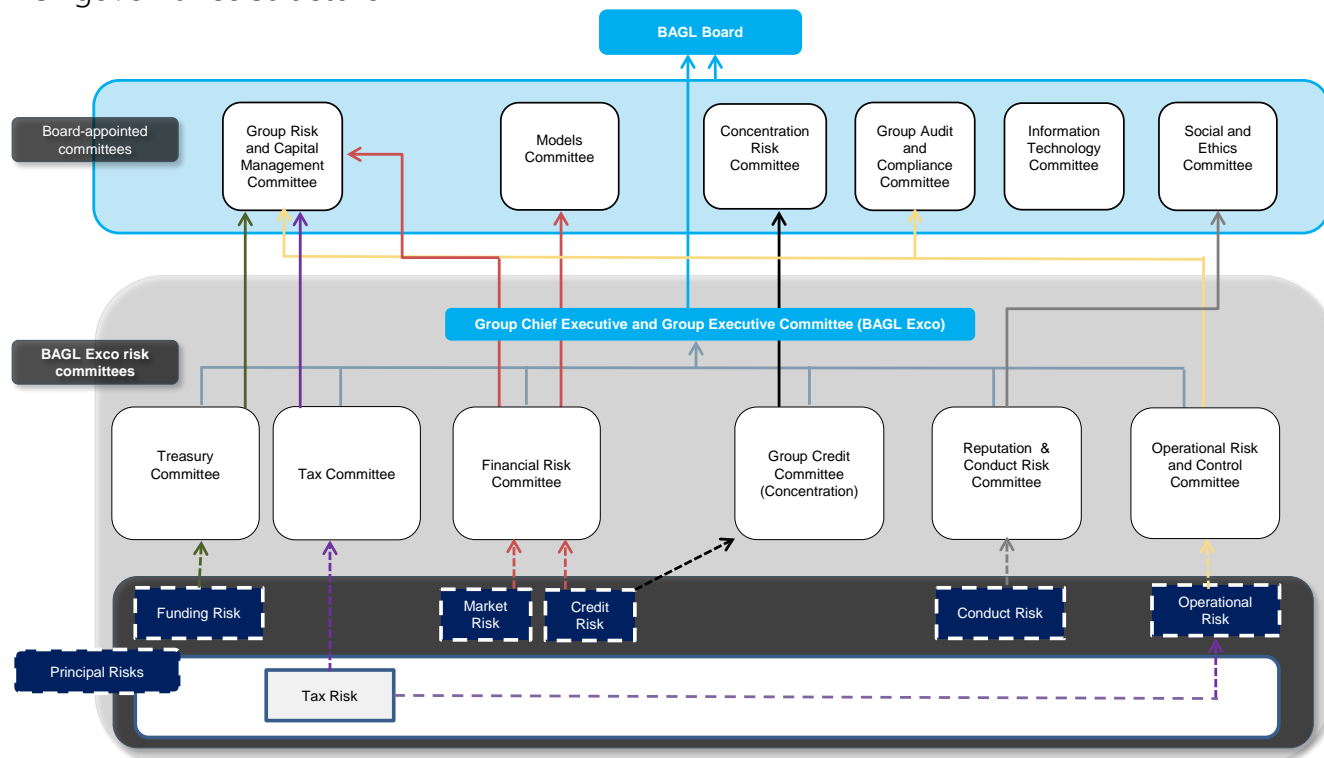 BAGL Board
Board-appointed
committees
Group Risk
and Capital
Management
Committee
Models
Committee
Concentration
Risk
Committee
Group Audit
and
Compliance
Committee
Information
Technology
Committee
Social and
Ethics
Committee
Group Chief Executive and Group Executive Committee (BAGL Exco)
BAGL Exco risk
committees
Treasury
Committee
Tax Committee
Financial Risk
Committee
Group Credit
Committee
(Concentration)
Reputation & 
Conduct Risk
Committee
Operational Risk
and Control
Committee
Funding Risk
Market
Risk
Credit
Risk
Conduct Risk
Operational
Risk
Principal Risks
Tax Risk